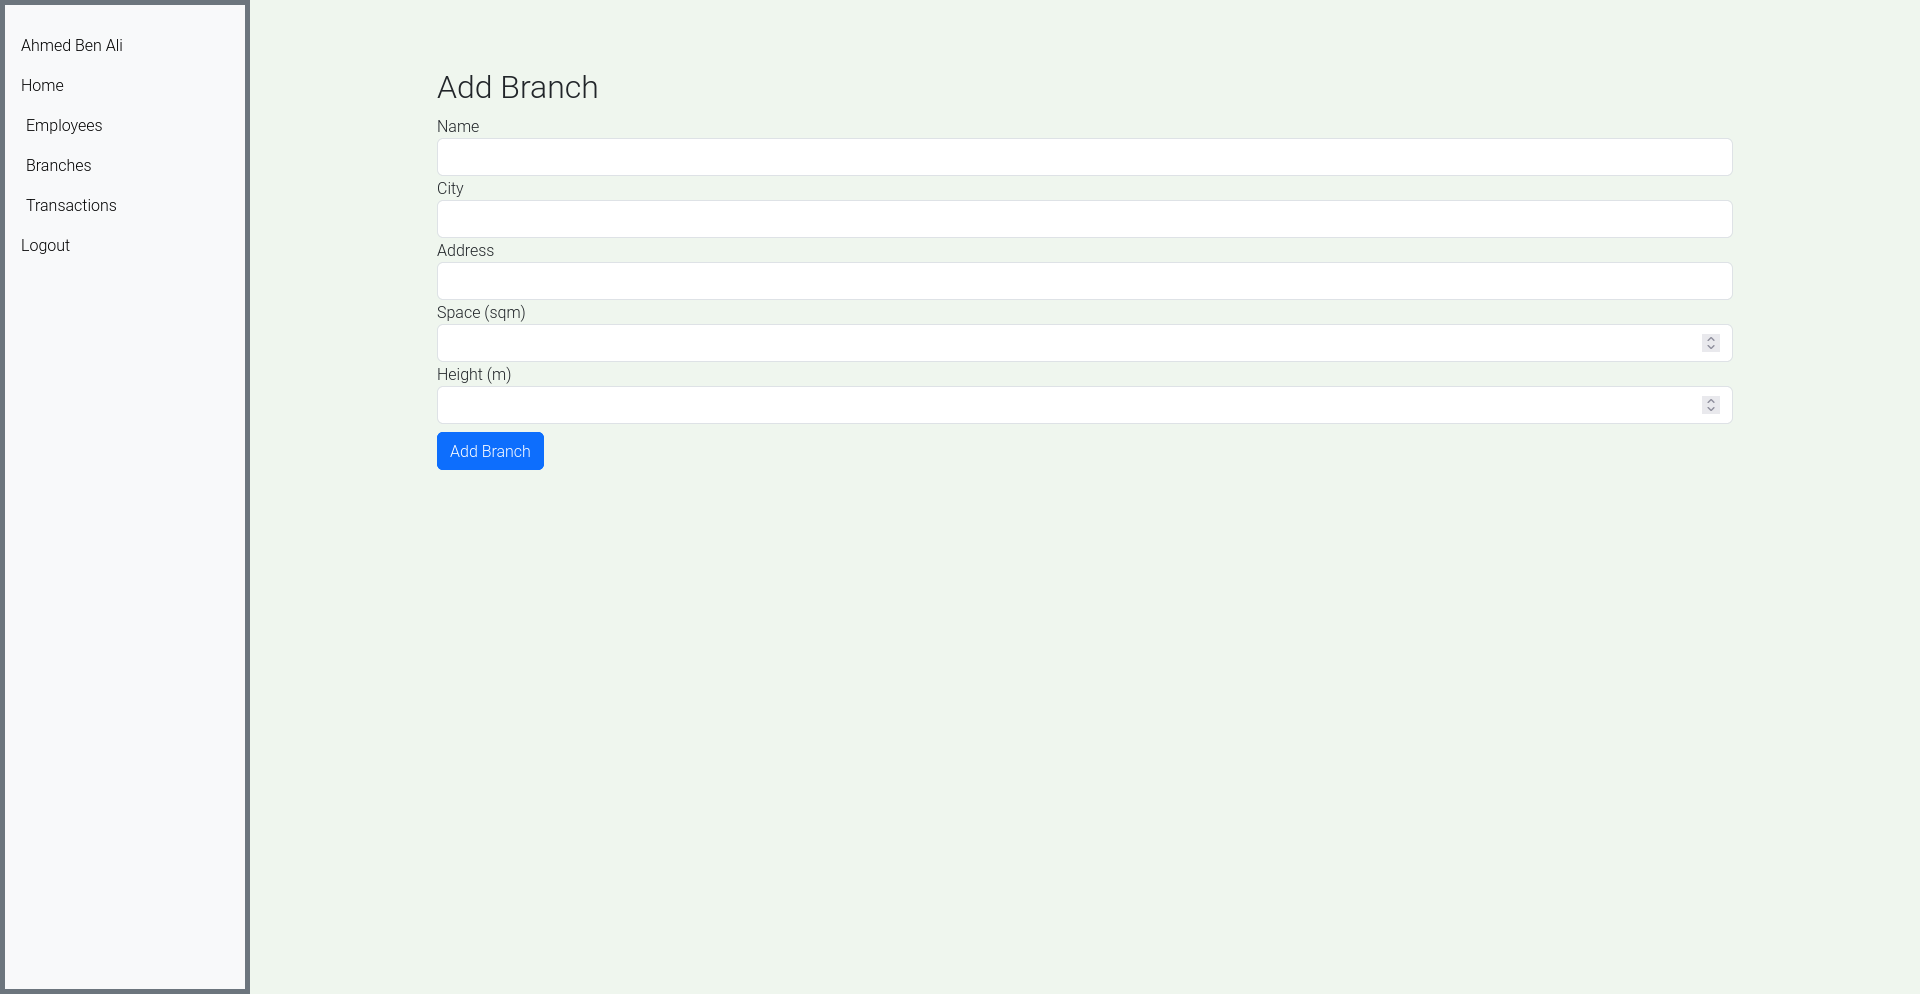 Ahmed Ben Ali
Home
Employees
Branches
Transactions
Logout
Add Branch
Name
City
Address
Space (sqm)
Height (m)
Add Branch